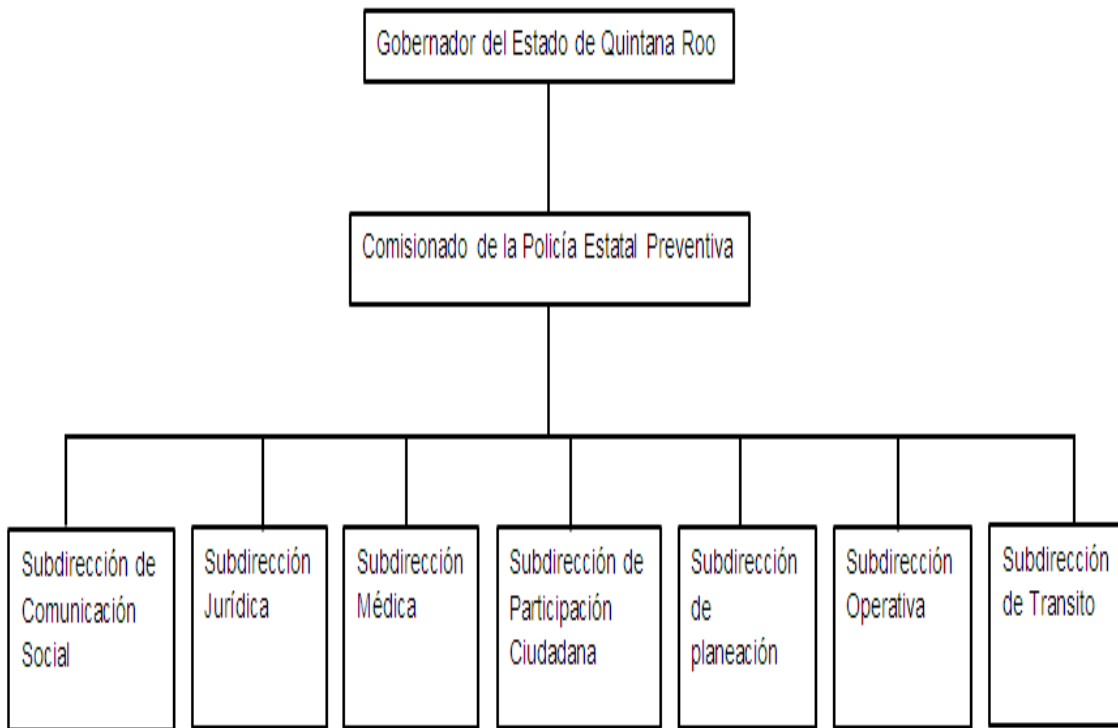 Gobernador del Estado de Quintana Roo
Comisionado de la Policía Estatal Preventiva
Subdirección de
Comunicación
Social
Subdirección
Jurídica
Subdirección
Médica
Subdirección de
Participación
Ciudadana
Subdirección
de
planeación
Subdirección
Operativa
Subdirección
de Transito